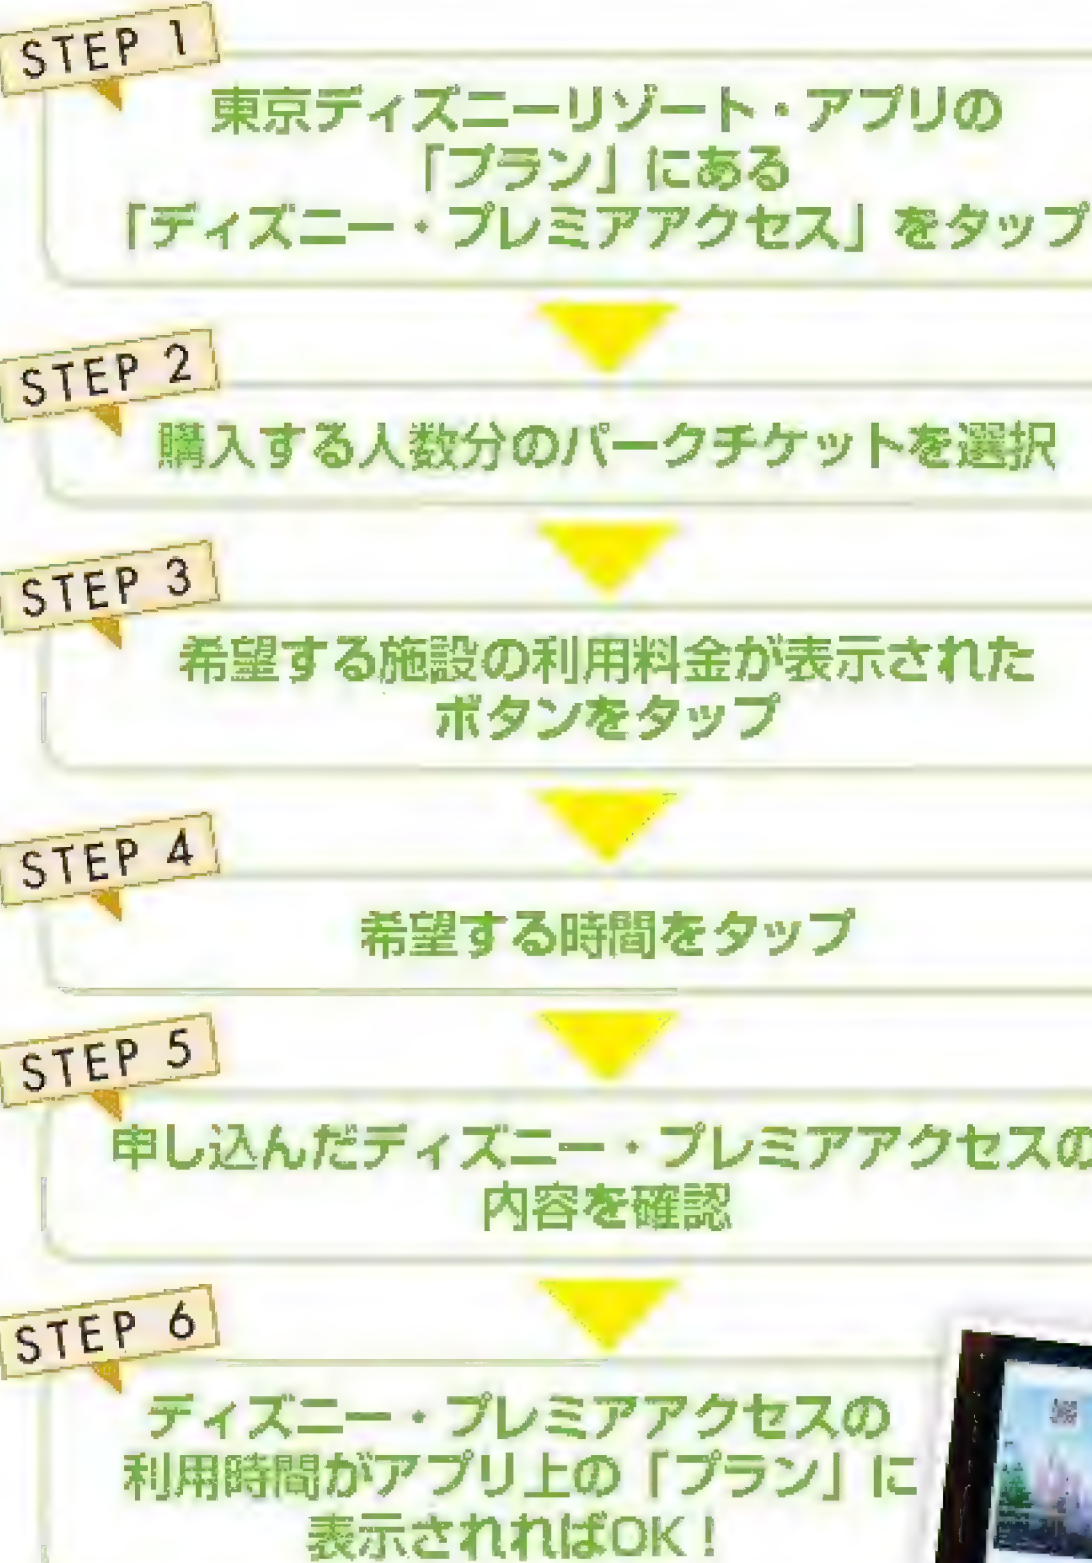 STEP 1
東京ディズニーリゾート・アプリの
「プラン」にある
「ディズニー・プレミアアクセス」をタップ
STEP 2
購入する人数分のパークチケットを選択
STEP 3
希望する施設の利用料金が表示された
ボタンをタップ
STEP 4
希望する時間をタップ
STEP 5
申し込んだディズニー・プレミアアクセスの
内容を確認
STEP 6
ディズニー・プレミアアクセスの
利用時間がアプリ上の「プラン」に
表示されればOK！